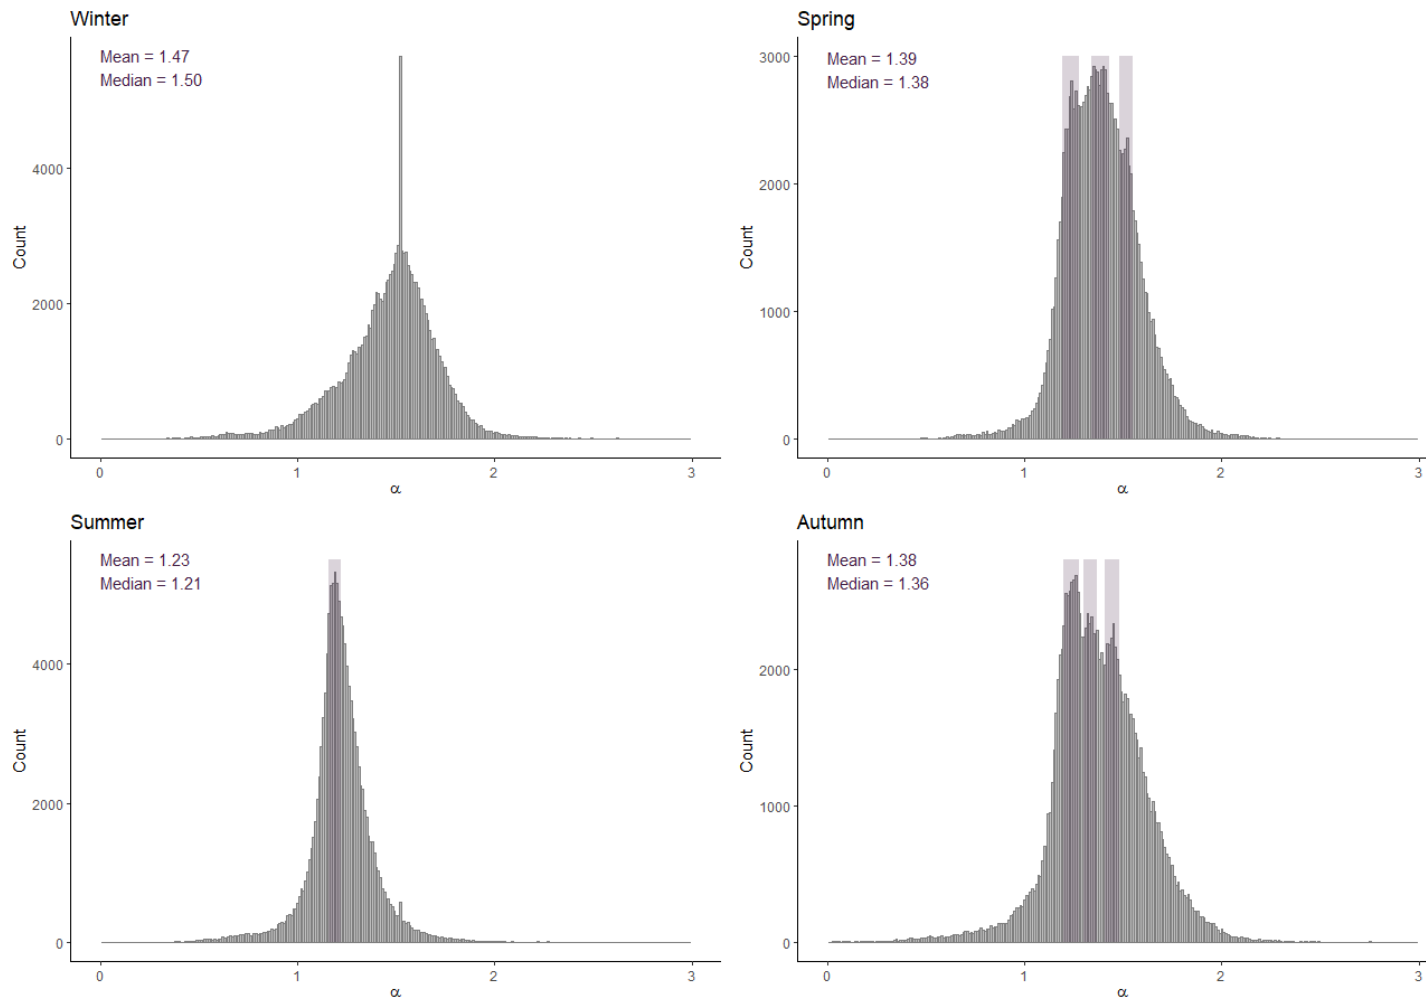 Winter
Mean = 1.47
Median = 1.50
4000
2000
0
Count
0 1 2 3
α
Spring
Mean = 1.39
Median = 1.38
3000
2000
1000
0
Count
0 1 2 3
α
Summer
Mean = 1.23
Median = 1.21
4000
2000
0
Count
0 1 2 3
α
Autumn
Mean = 1.38
Median = 1.36
2000
1000
0
Count
0 1 2 3
α